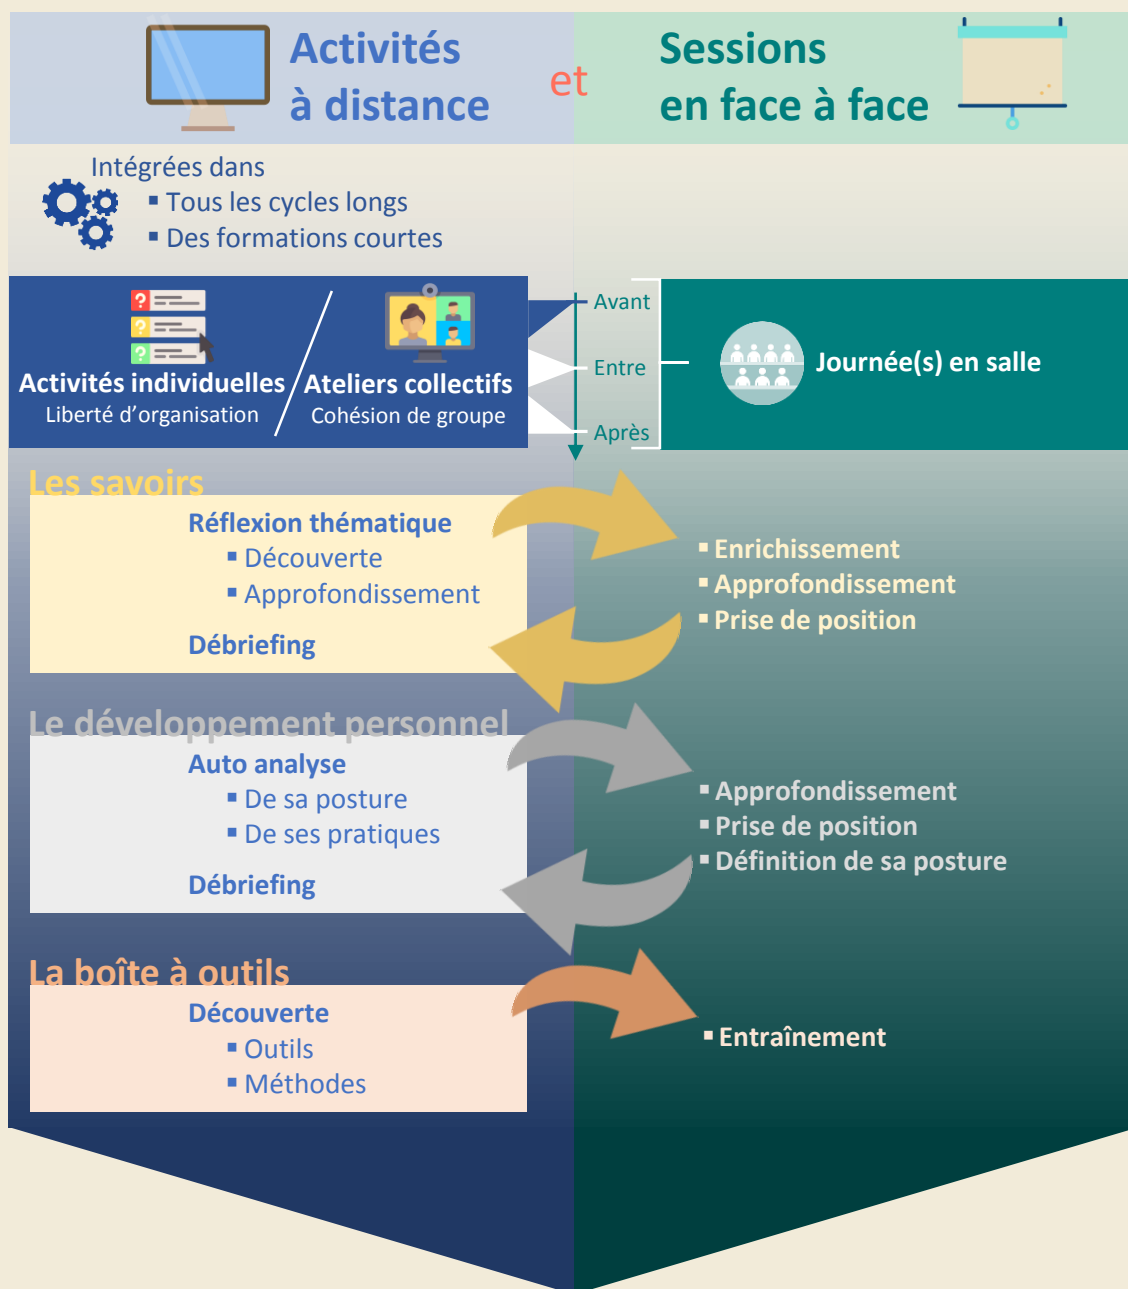 Activités
à distance
et
Sessions
en face à face
Intégrées dans
▪ Tous les cycles longs
▪ Des formations courtes
?
?
?
Activités individuelles
Liberté d'organisation
Ateliers collectifs
Cohésion de groupe
Avant
Entre
Après
Journée(s) en salle
Les savoirs
Réflexion thématique
▪ Découverte
▪ Approfondissement
Débriefing
▪ Enrichissement
▪ Approfondissement
▪ Prise de position
Le développement personnel
Auto analyse
▪ De sa posture
▪ De ses pratiques
Débriefing
▪ Approfondissement
▪ Prise de position
▪ Définition de sa posture
La boîte à outils
Découverte
▪ Outils
▪ Méthodes
▪ Entraînement